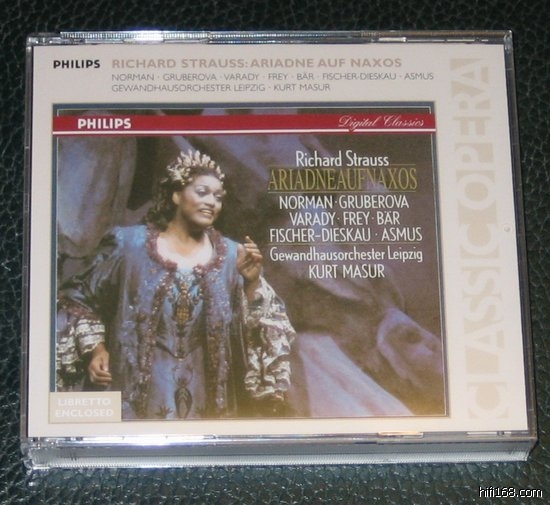 PHILIPS RICHARD STRAUSS: ARIADNE AUF NAXOS
NORMAN · GRUBEROVA · VARADY · FREY · BÄR · FISCHER-DIESKAU · ASMUS
GEWANDHAUSORCHESTER LEIPZIG · KURT MASUR
PHILIPS Digital Classics
Richard Strauss
ARIADNE AUF NAXOS
NORMAN · GRUBEROVA
VARADY · FREY · BÄR
FISCHER-DIESKAU · ASMUS
Gewandhausorchester Leipzig
KURT MASUR
LIBRETTO
ENCLOSED
CLASSIC OPERA
hifi168.com